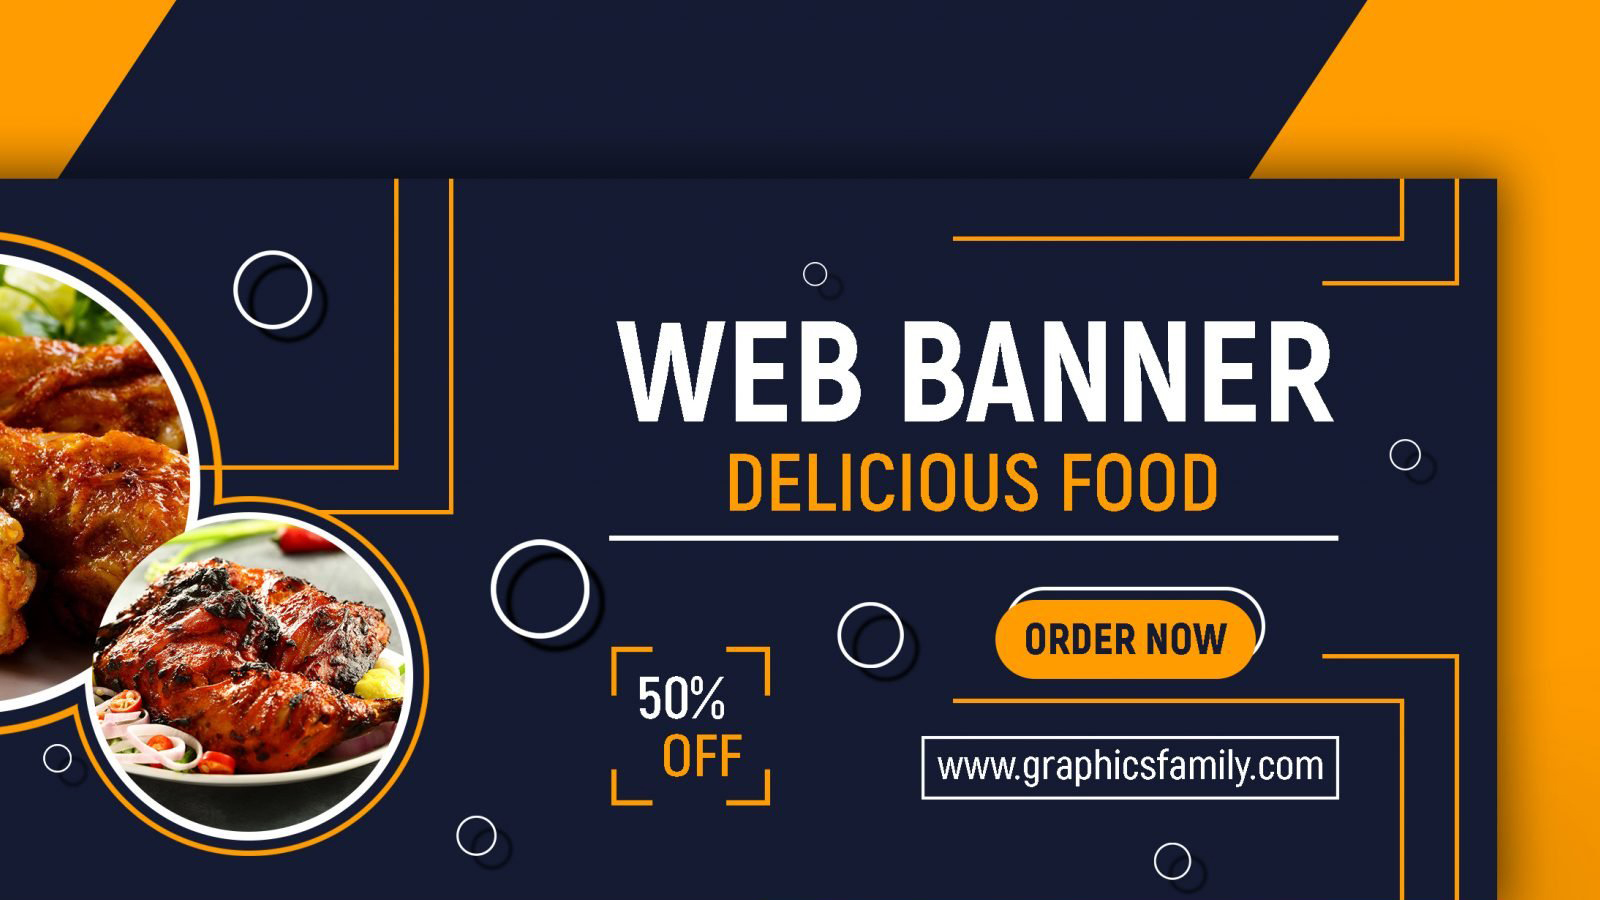 WEB BANNER
DELICIOUS FOOD
ORDER NOW
50%
OFF
www.graphicsfamily.com